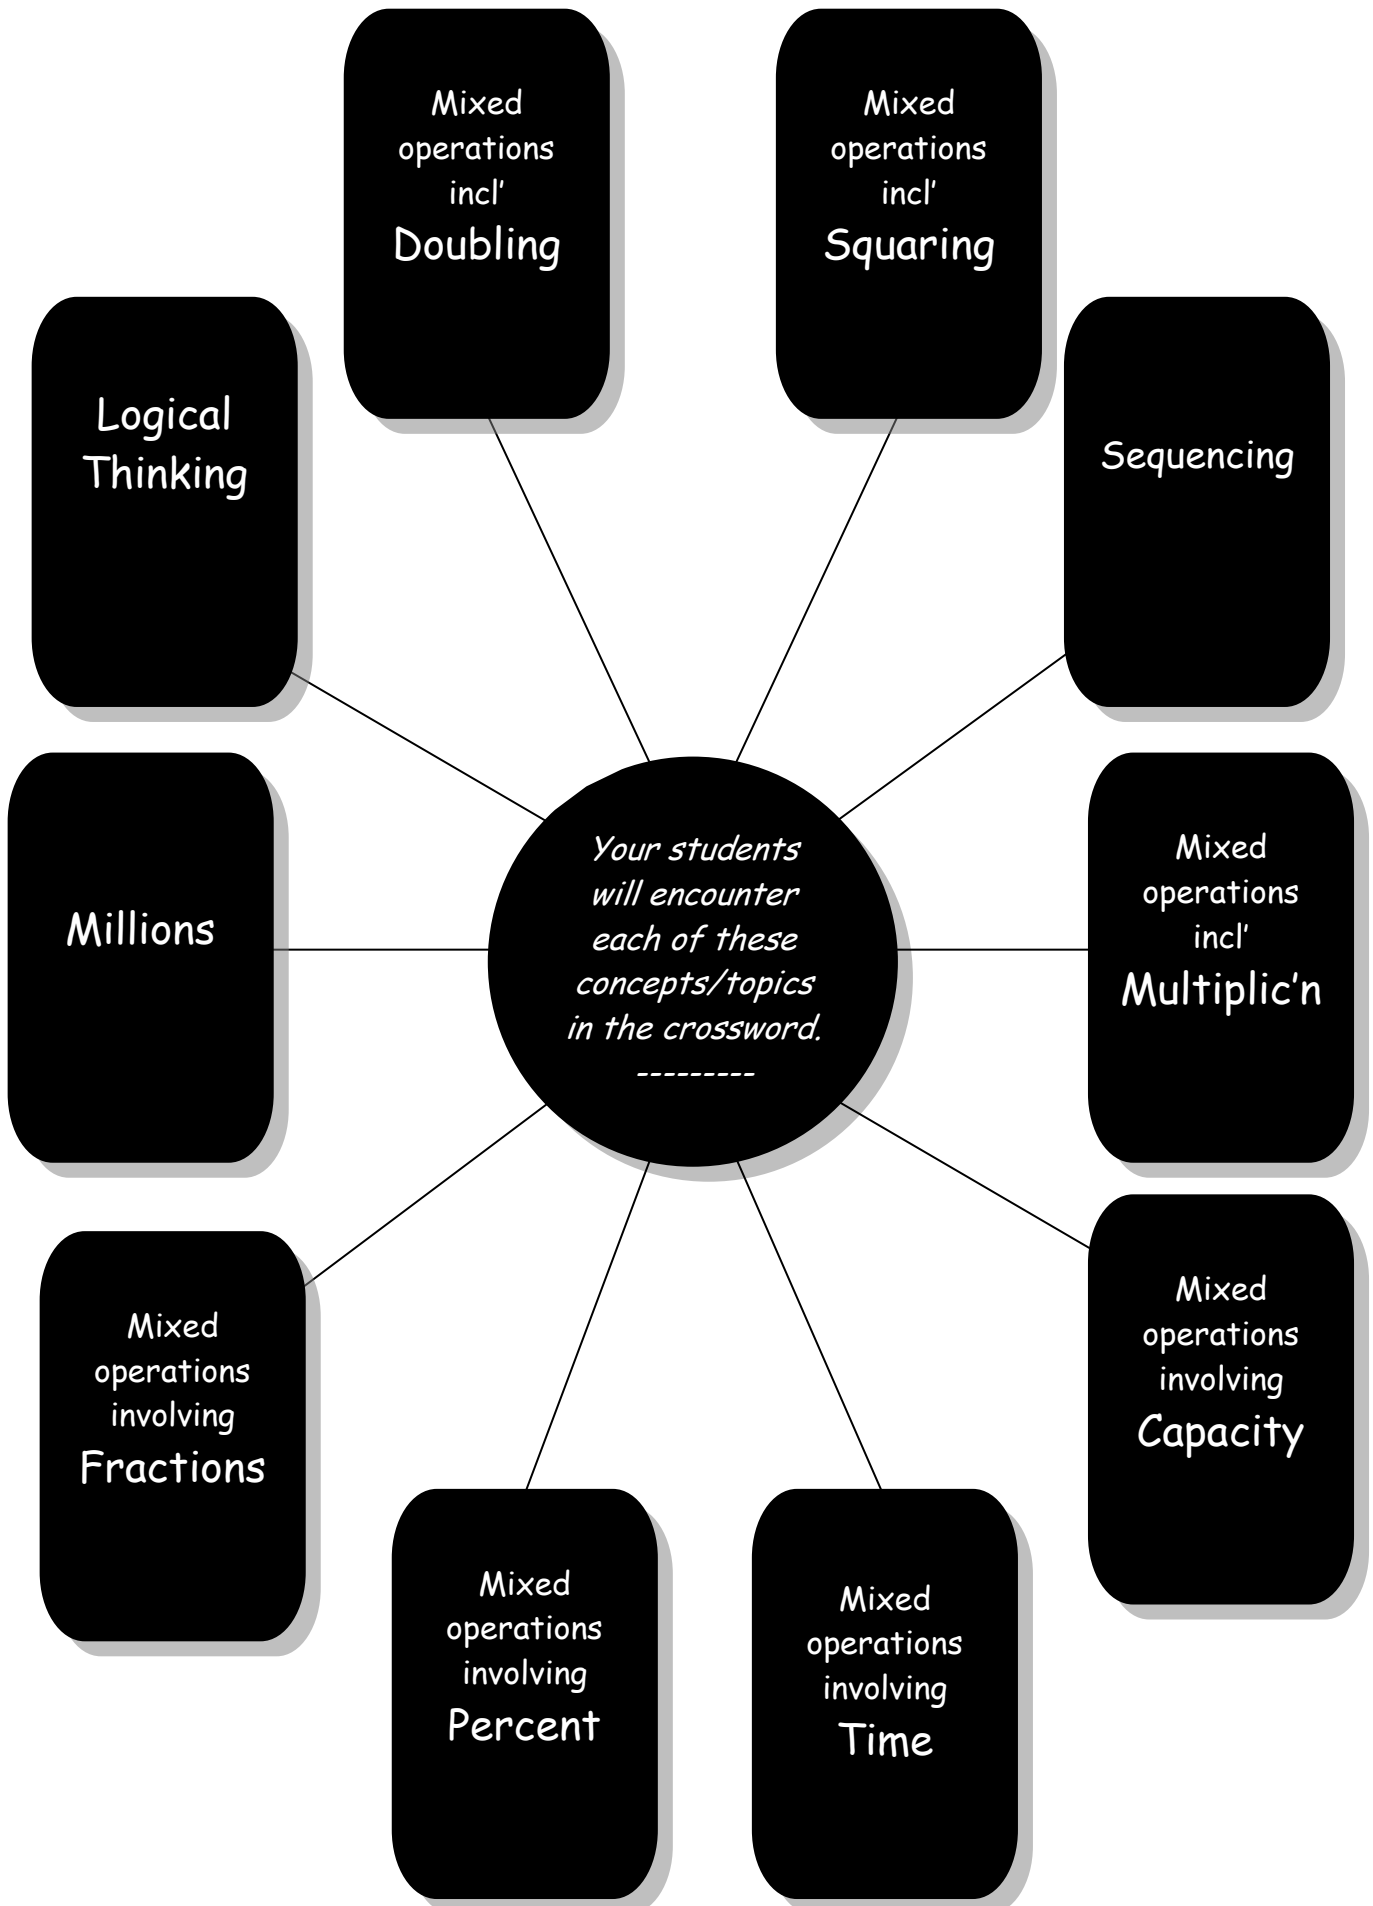 Mixed
operations
incl'
Doubling
Mixed
operations
incl'
Squaring
Logical
Thinking
Sequencing
Millions
Your students
will encounter
each of these
concepts/topics
in the crossword.
---------
Mixed
operations
incl'
Multiplic'n
Mixed
operations
involving
Fractions
Mixed
operations
involving
Capacity
Mixed
operations
involving
Percent
Mixed
operations
involving
Time